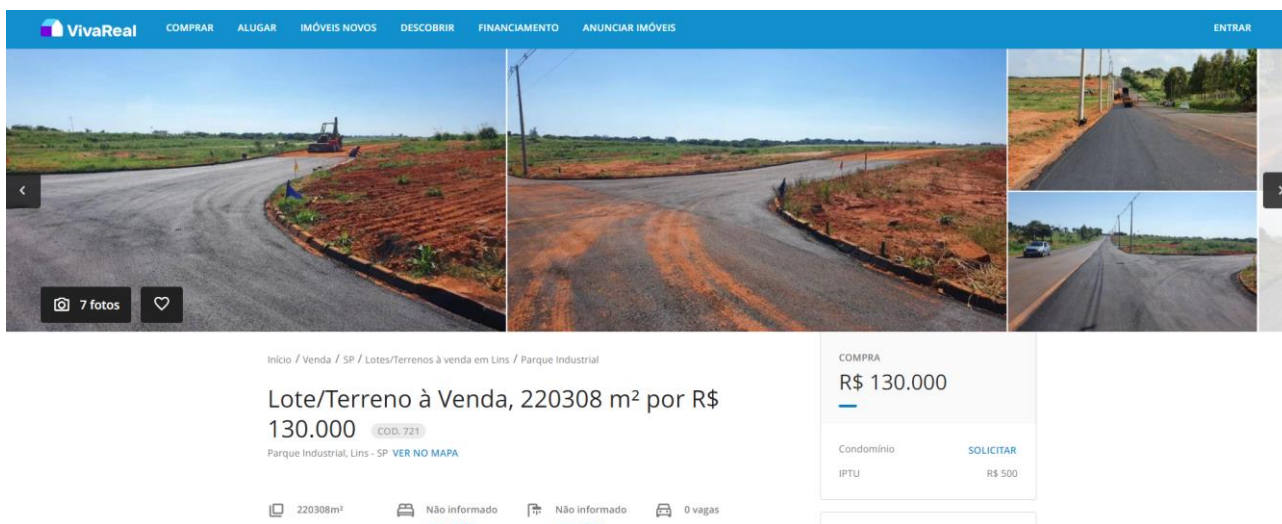 VivaReal COMPRAR ALUGAR IMÓVEIS NOVOS DESCOBRIR FINANCIAMENTO ANUNCIAR IMÓVEIS ENTRAR
7 fotos
Início / Venda / SP / Lotes/Terrenos à venda em Lins / Parque Industrial
Lote/Terreno à Venda, 220308 m² por R$
130.000 COD. 721
Parque Industrial, Lins - SP VER NO MAPA
220308m² Não informado Não informado 0 vagas
COMPRA
R$ 130.000
Condomínio SOLICITAR
IPTU R$ 500